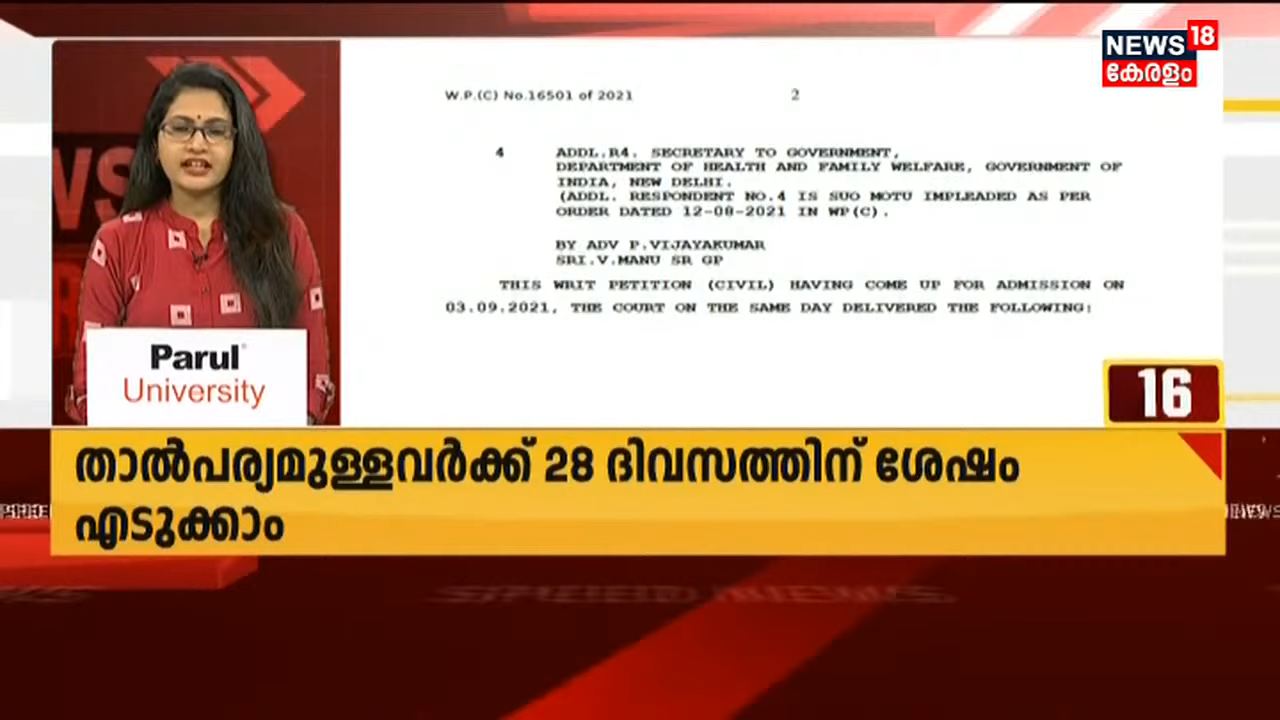 NEWS 18
കേരളം
W.P.(C) No.16501 of 2021 2
4 ADDL.R4. SECRETARY TO GOVERNMENT,
DEPARTMENT OF HEALTH AND FAMILY WELFARE, GOVERNMENT OF
INDIA, NEW DELHI.
(ADDL. RESPONDENT NO.4 IS SUO MOTU IMPLEADED AS PER
ORDER DATED 12-08-2021 IN WP(C).
BY ADV P.VIJAYAKUMAR
SRI.V.MANU SR GP
THIS WRIT PETITION (CIVIL) HAVING COME UP FOR ADMISSION ON
03.09.2021, THE COURT ON THE SAME DAY DELIVERED THE FOLLOWING:
Parul
University
16
താൽപര്യമുള്ളവർക്ക് 28 ദിവസത്തിന് ശേഷം
എടുക്കാം
SPEED NEWS